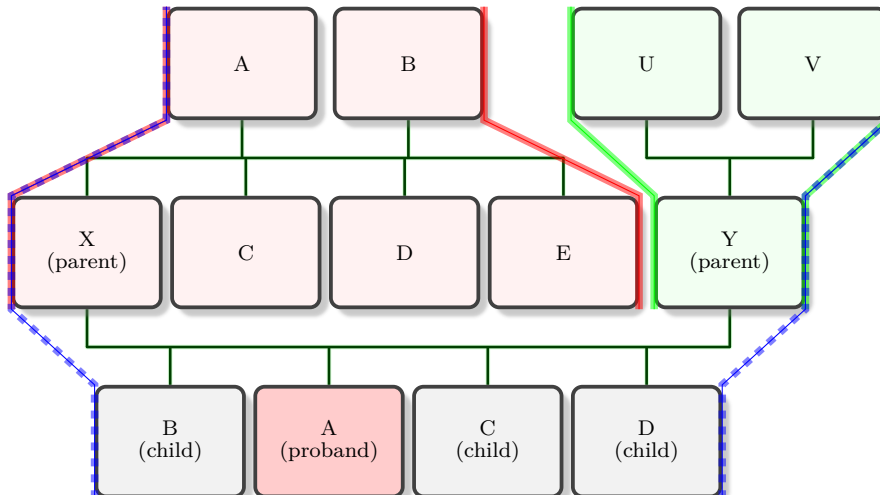 A
B
U
V
X
(parent)
C
D
E
Y
(parent)
B
(child)
A
(proband)
C
(child)
D
(child)